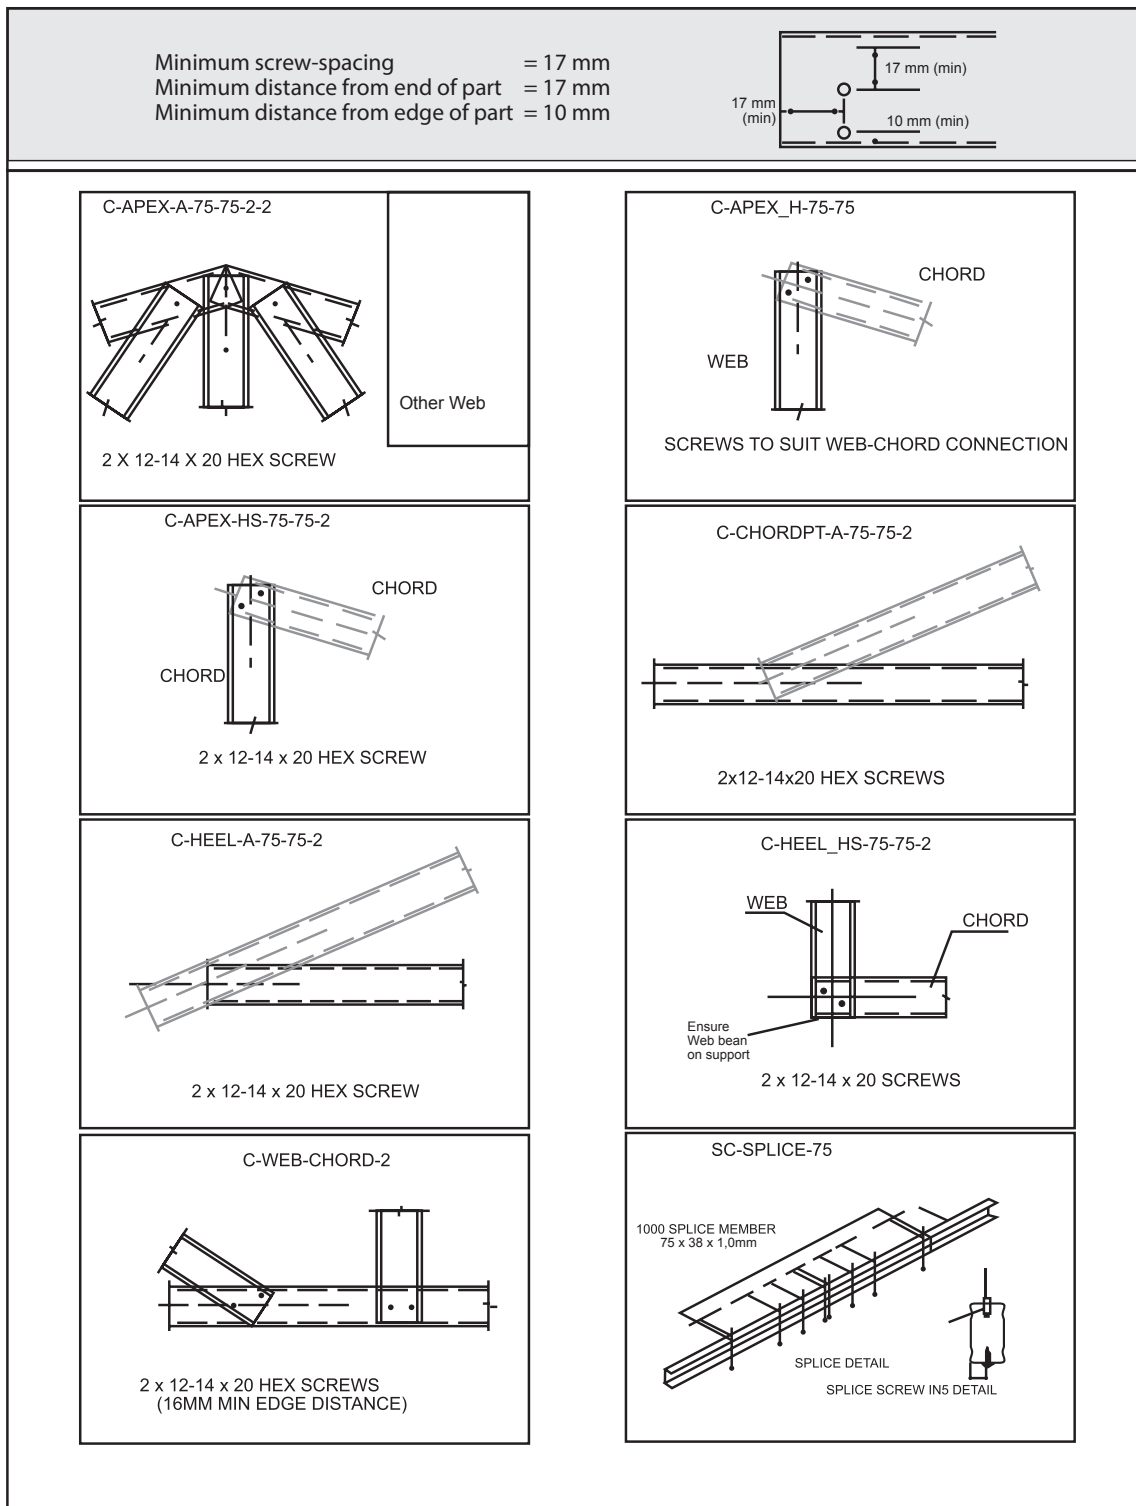 Minimum screw-spacing = 17 mm
Minimum distance from end of part = 17 mm
Minimum distance from edge of part = 10 mm
17 mm (min)
17 mm
(min)
10 mm (min)
C-APEX-A-75-75-2-2
Other Web
2 X 12-14 X 20 HEX SCREW
C-APEX_H-75-75
CHORD
WEB
SCREWS TO SUIT WEB-CHORD CONNECTION
C-APEX-HS-75-75-2
CHORD
CHORD
2 x 12-14 x 20 HEX SCREW
C-CHORDPT-A-75-75-2
2x12-14x20 HEX SCREWS
C-HEEL-A-75-75-2
2 x 12-14 x 20 HEX SCREW
C-HEEL_HS-75-75-2
WEB
CHORD
Ensure
Web bean
on support
2 x 12-14 x 20 SCREWS
C-WEB-CHORD-2
2 x 12-14 x 20 HEX SCREWS
(16MM MIN EDGE DISTANCE)
SC-SPLICE-75
1000 SPLICE MEMBER
75 x 38 x 1,0mm
SPLICE DETAIL
SPLICE SCREW IN5 DETAIL